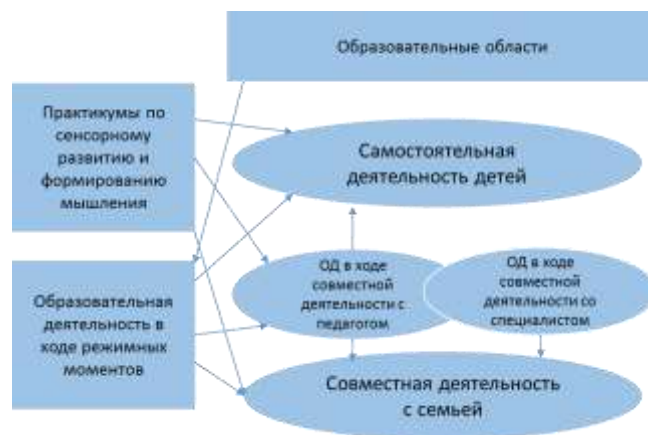 Образовательные области
Практикумы по
сенсорному
развитию и
формированию
мышления
Самостоятельная
деятельность детей
Образовательная
деятельность в
ходе режимных
моментов
ОД в ходе
совместной
деятельности с
педагогом
ОД в ходе
совместной
деятельности со
специалистом
Совместная деятельность
с семьей